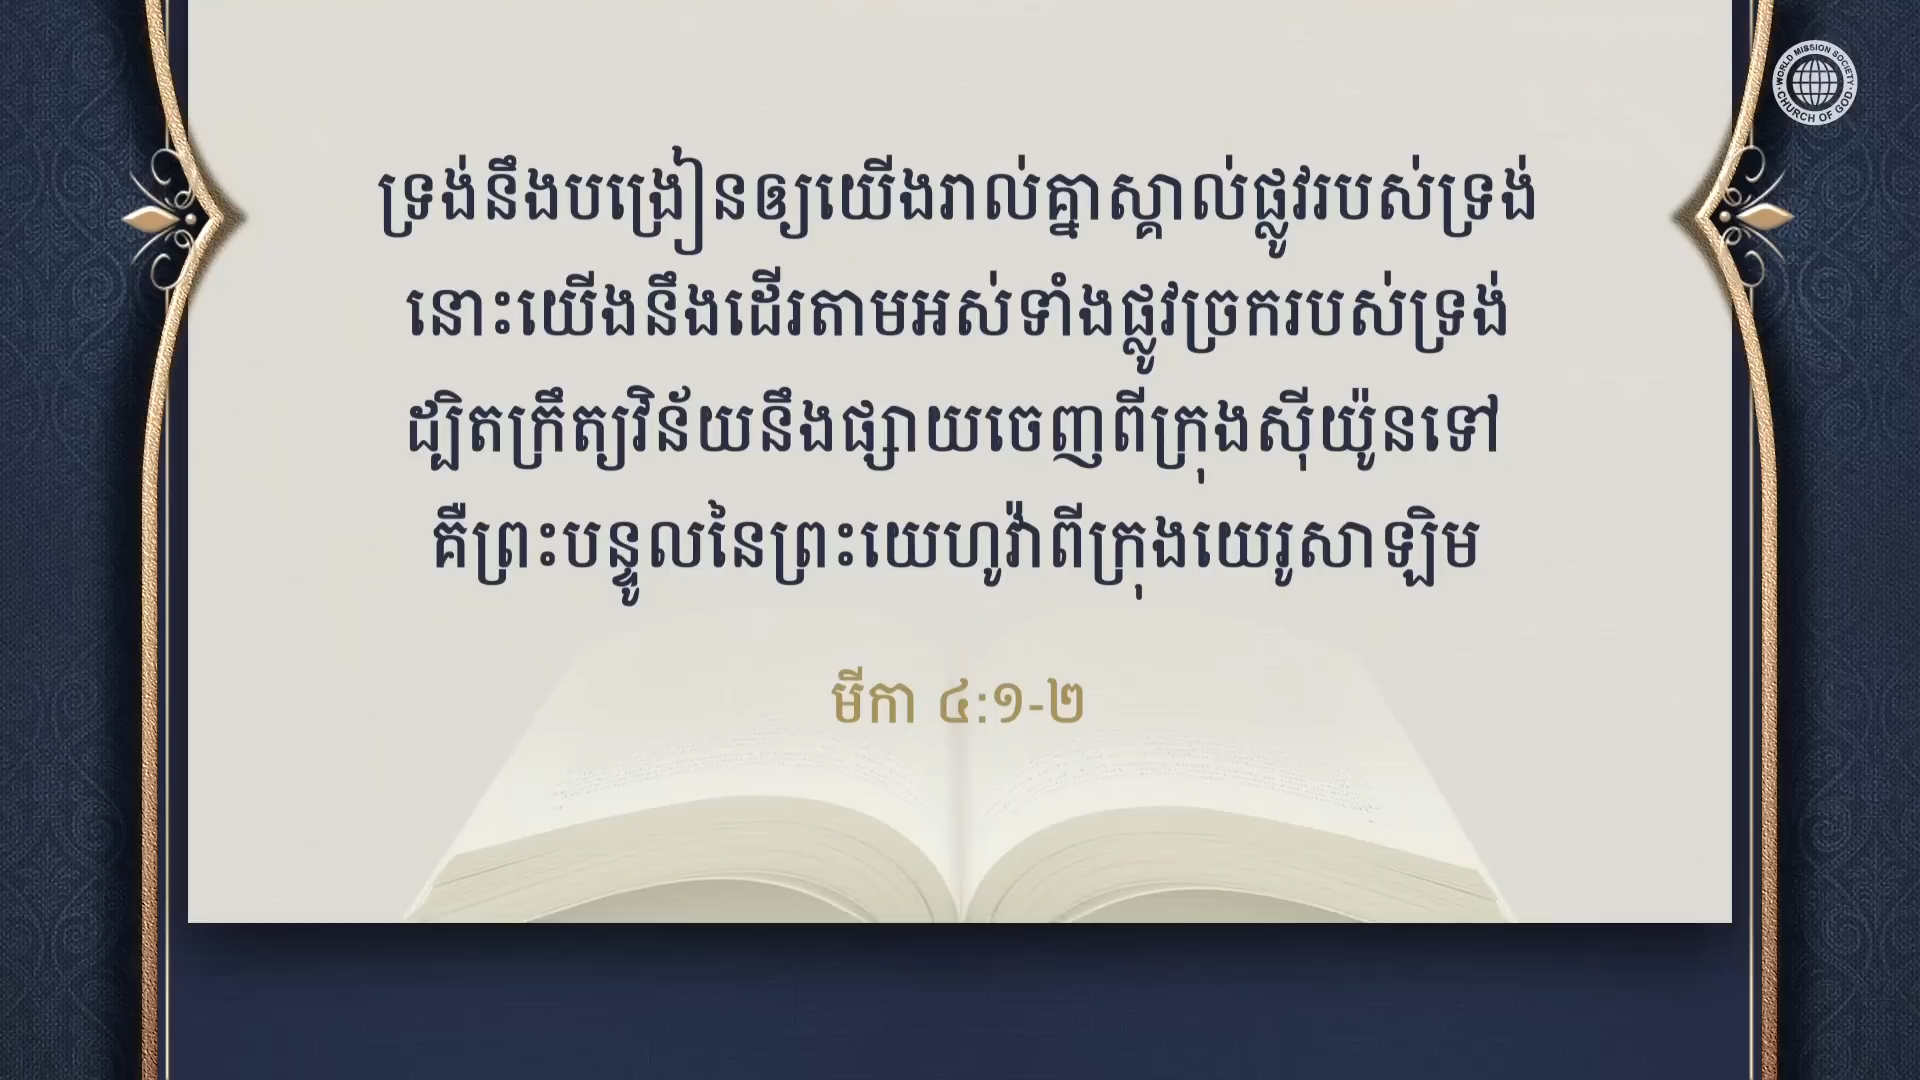 WORLD MISSION SOCIETY
CHURCH OF GOD
ទ្រង់នឹងបង្រៀនឲ្យយើងរាល់គ្នាស្គាល់ផ្លូវរបស់ទ្រង់
នោះយើងនឹងដើរតាមអស់ទាំងផ្លូវច្រករបស់ទ្រង់
ដ្បិតក្រឹត្យវិន័យនឹងផ្សាយចេញពីក្រុងស៊ីយ៉ូនទៅ
គឺព្រះបន្ទូលនៃព្រះយេហូវ៉ាពីក្រុងយេរូសាឡិម
មីកា ៤:១-២